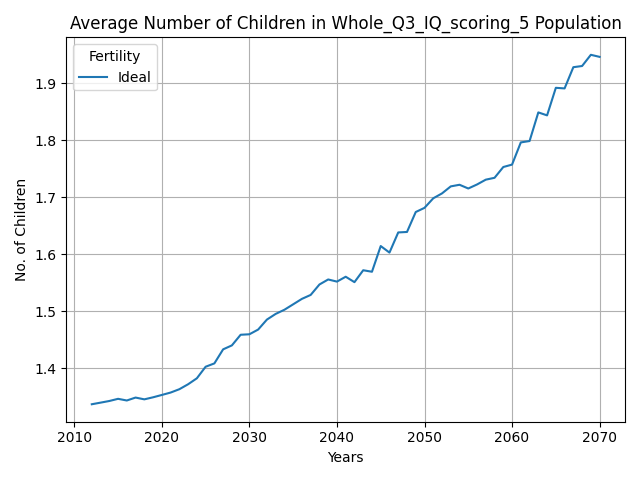 Average Number of Children in Whole_Q3_IQ_scoring_5 Population
Fertility
Ideal
No. of Children
1.9
1.8
1.7
1.6
1.5
1.4
2010 2020 2030 2040 2050 2060 2070
Years